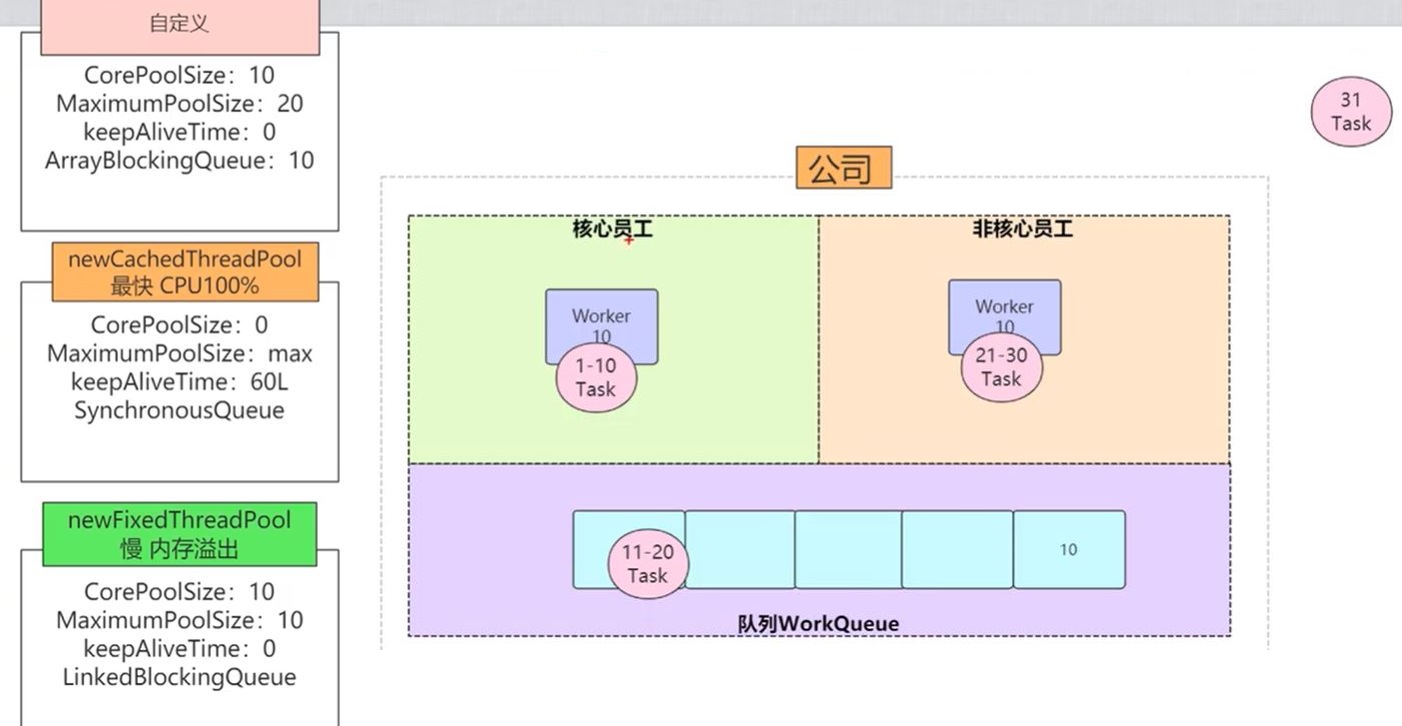 自定义
CorePoolSize：10
MaximumPoolSize：20
keepAliveTime：0
ArrayBlockingQueue：10
newCachedThreadPool
最快 CPU100%
CorePoolSize：0
MaximumPoolSize：max
keepAliveTime：60L
SynchronousQueue
newFixedThreadPool
慢 内存溢出
CorePoolSize：10
MaximumPoolSize：10
keepAliveTime：0
LinkedBlockingQueue
公司
核心员工
Worker
10
1-10
Task
非核心员工
Worker
10
21-30
Task
11-20
Task
10
队列WorkQueue
31
Task